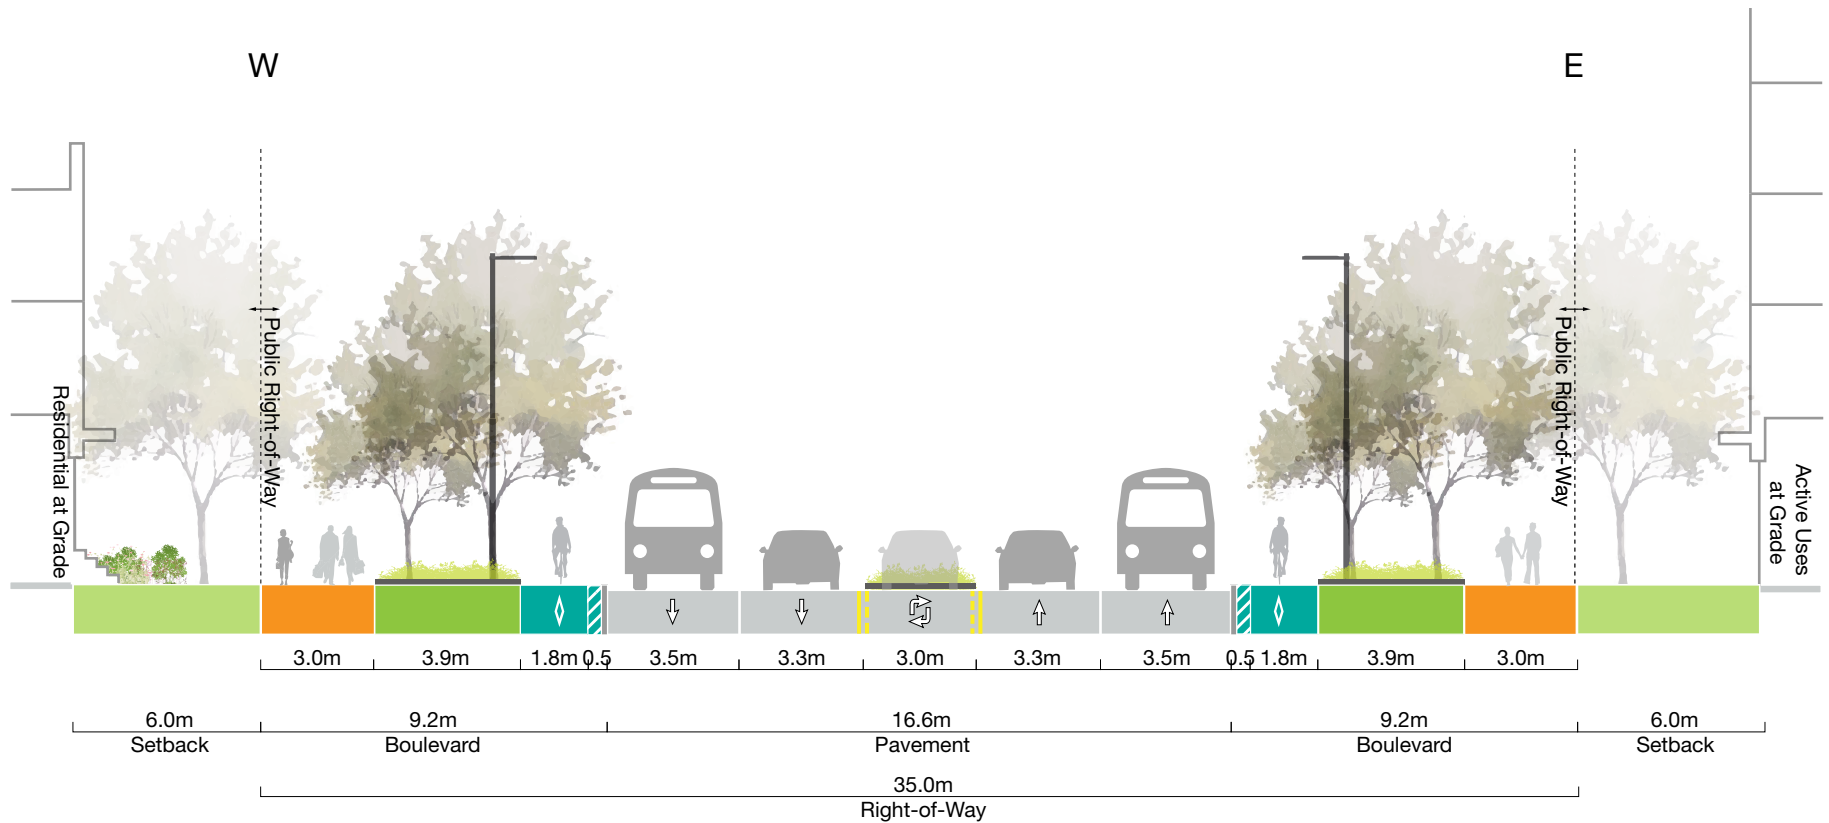 W
E
Public Right-of-Way
Public Right-of-Way
Residential at Grade
Active Uses
at Grade
3.0m 3.9m 1.8m 0.5 3.5m 3.3m 3.0m 3.3m 3.5m 0.5 1.8m 3.9m 3.0m
6.0m 9.2m 16.6m 9.2m 6.0m
Setback Boulevard Pavement Boulevard Setback
35.0m
Right-of-Way